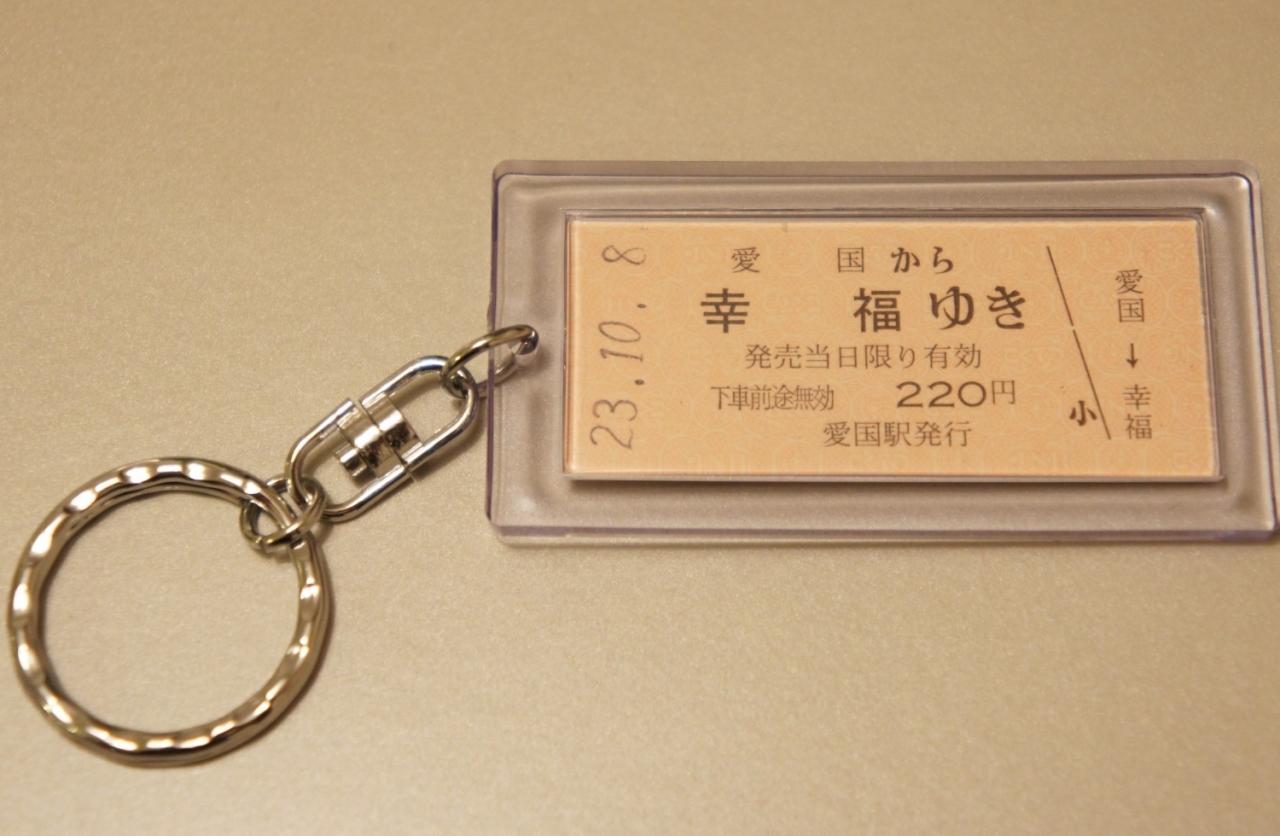 23.10.8
愛国から
幸福ゆき
発売当日限り有効
下車前途無効 220円
愛国駅発行
小
愛国→幸福